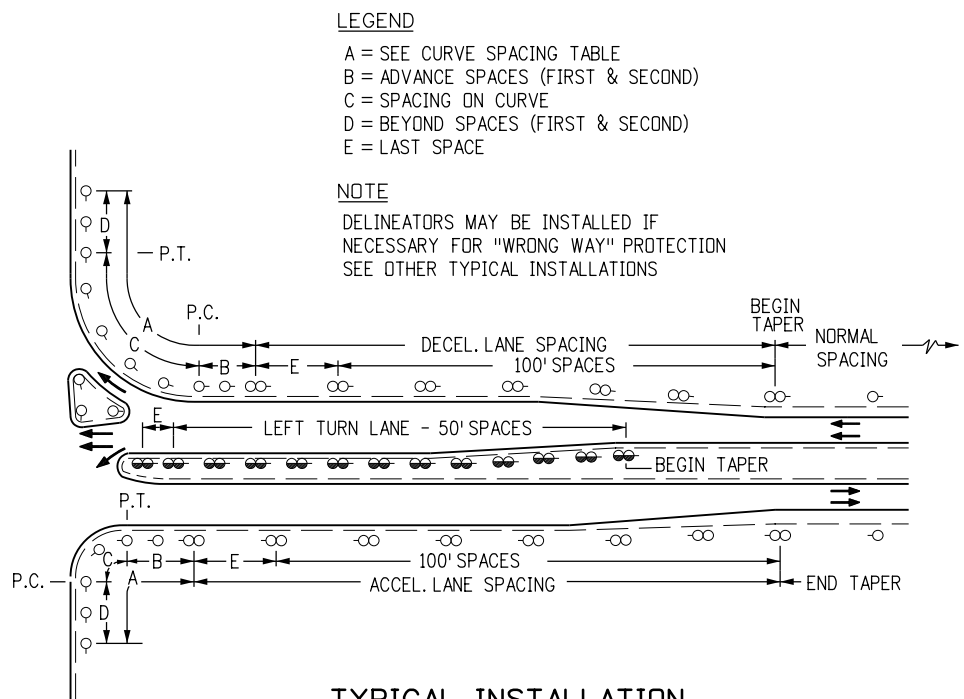 LEGEND
A = SEE CURVE SPACING TABLE
B = ADVANCE SPACES (FIRST & SECOND)
C = SPACING ON CURVE
D = BEYOND SPACES (FIRST & SECOND)
E = LAST SPACE
NOTE
DELINEATORS MAY BE INSTALLED IF
NECESSARY FOR "WRONG WAY" PROTECTION
SEE OTHER TYPICAL INSTALLATIONS
D
P.T.
P.C.
A
C
B
E
DECEL. LANE SPACING
100' SPACES
BEGIN
TAPER
NORMAL
SPACING
E
LEFT TURN LANE - 50' SPACES
BEGIN TAPER
P.T.
C
B
E
100' SPACES
P.C.
A
ACCEL. LANE SPACING
END TAPER
D
TYPICAL INSTALLATION